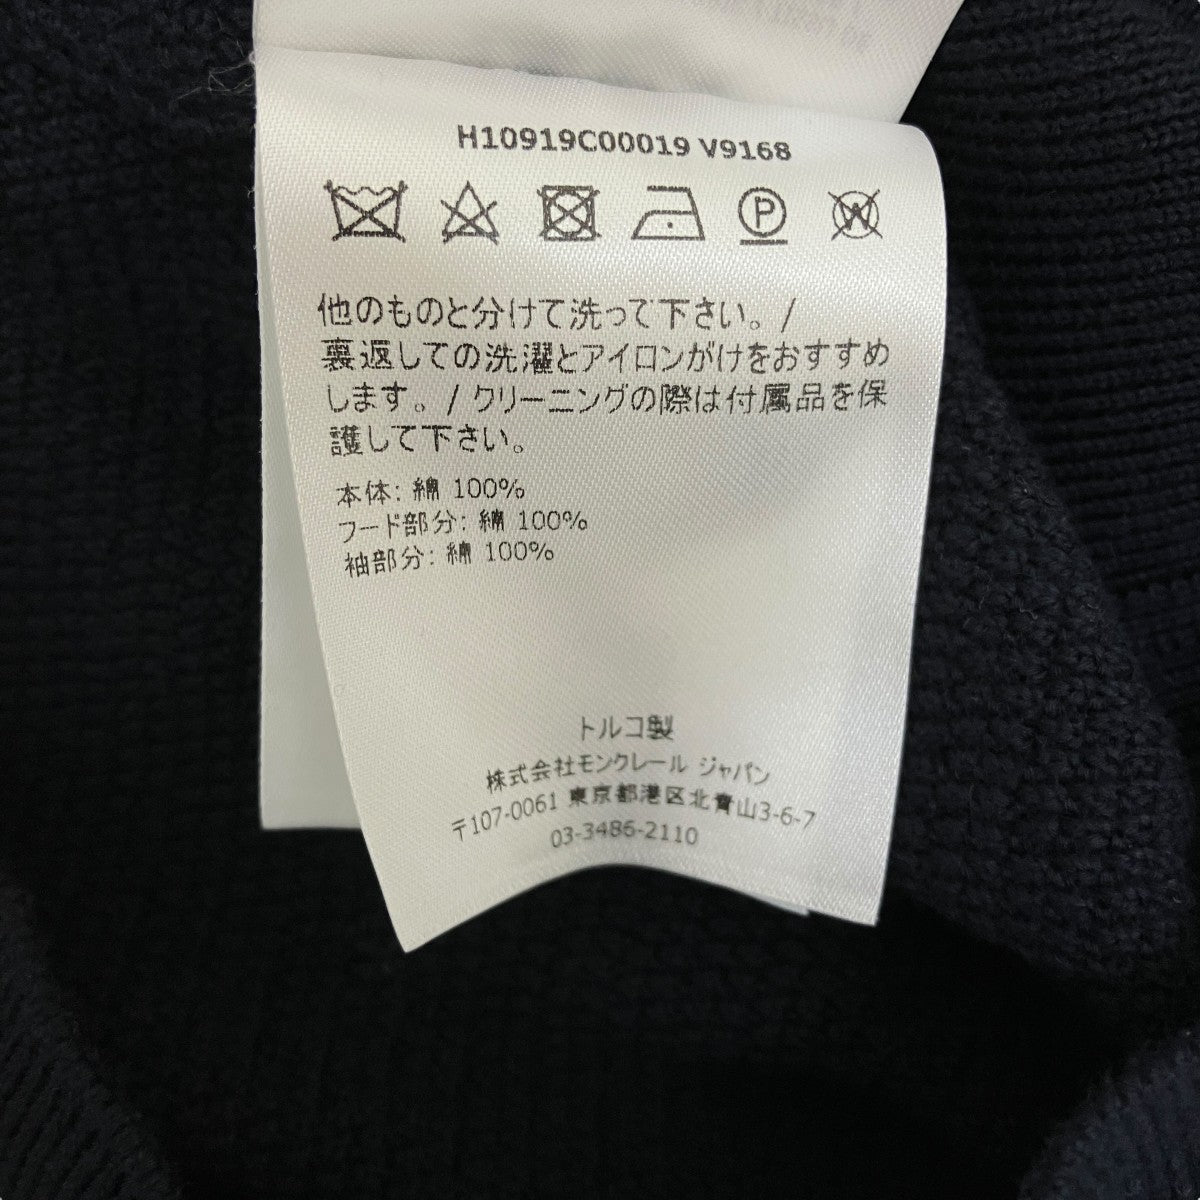 H10919C00019 V9168
P
W
他のものと分けて洗って下さい。/
裏返しての洗濯とアイロンがけをおすすめ
します。/ クリーニングの際は付属品を保
護して下さい。
本体: 綿 100%
フード部分: 綿 100%
袖部分: 綿 100%
トルコ製
株式会社モンクレール ジャパン
〒107-0061 東京都港区北青山3-6-7
03-3486-2110